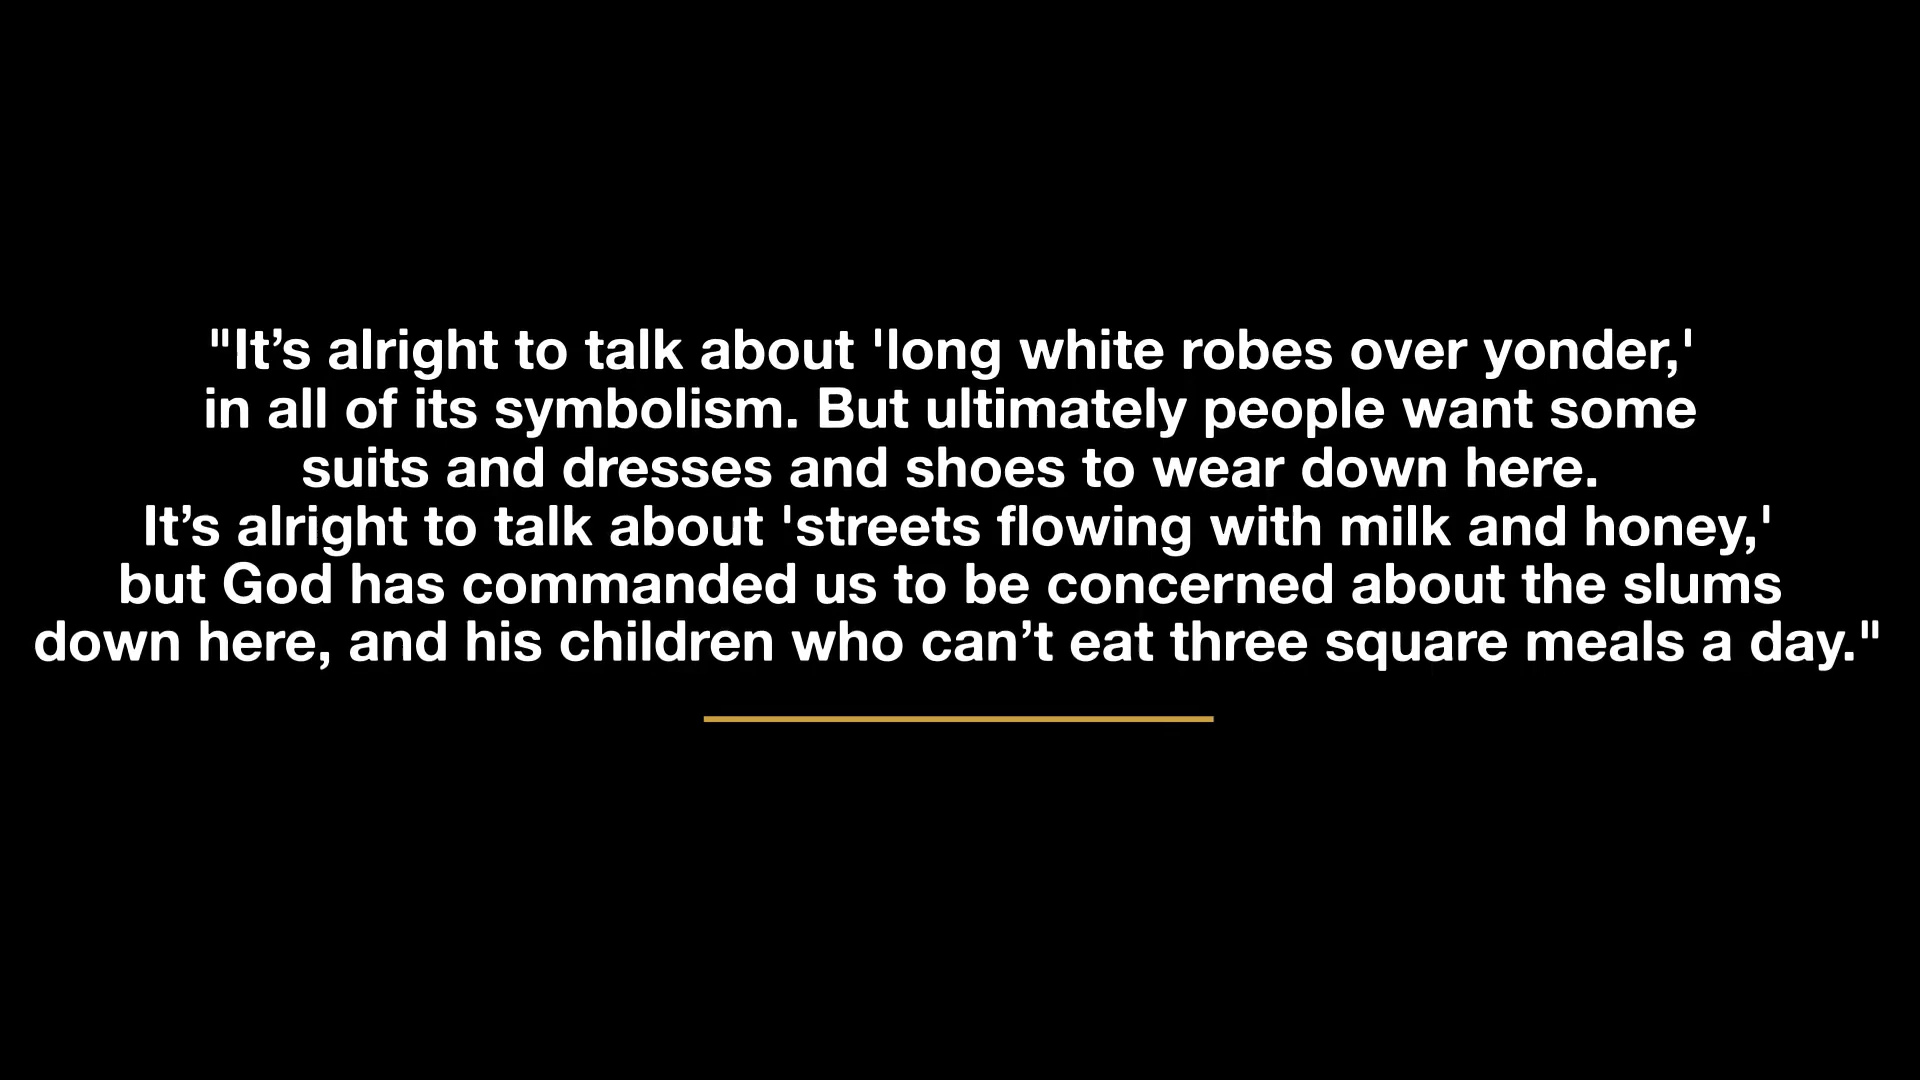 "It’s alright to talk about 'long white robes over yonder,'
in all of its symbolism. But ultimately people want some
suits and dresses and shoes to wear down here.
It’s alright to talk about 'streets flowing with milk and honey,'
but God has commanded us to be concerned about the slums
down here, and his children who can’t eat three square meals a day."